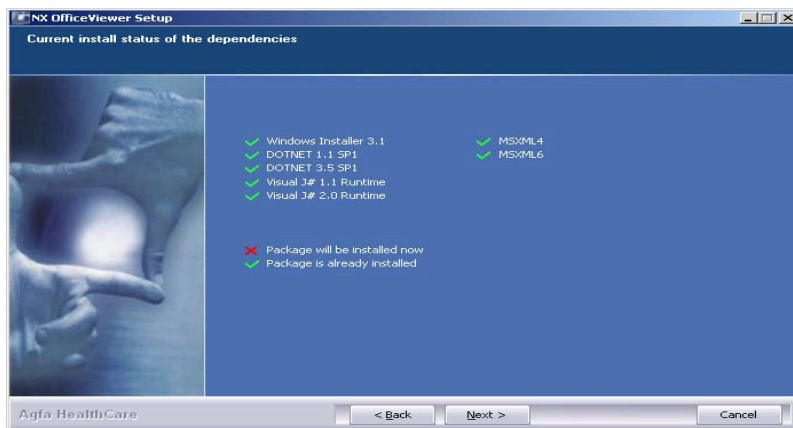 NX OfficeViewer Setup
Current install status of the dependencies
Windows Installer 3.1
DOTNET 1.1 SP1
DOTNET 3.5 SP1
Visual J# 1.1 Runtime
Visual J# 2.0 Runtime
MSXML4
MSXML6
Package will be installed now
Package is already installed
Agfa HealthCare
< Back
Next >
Cancel